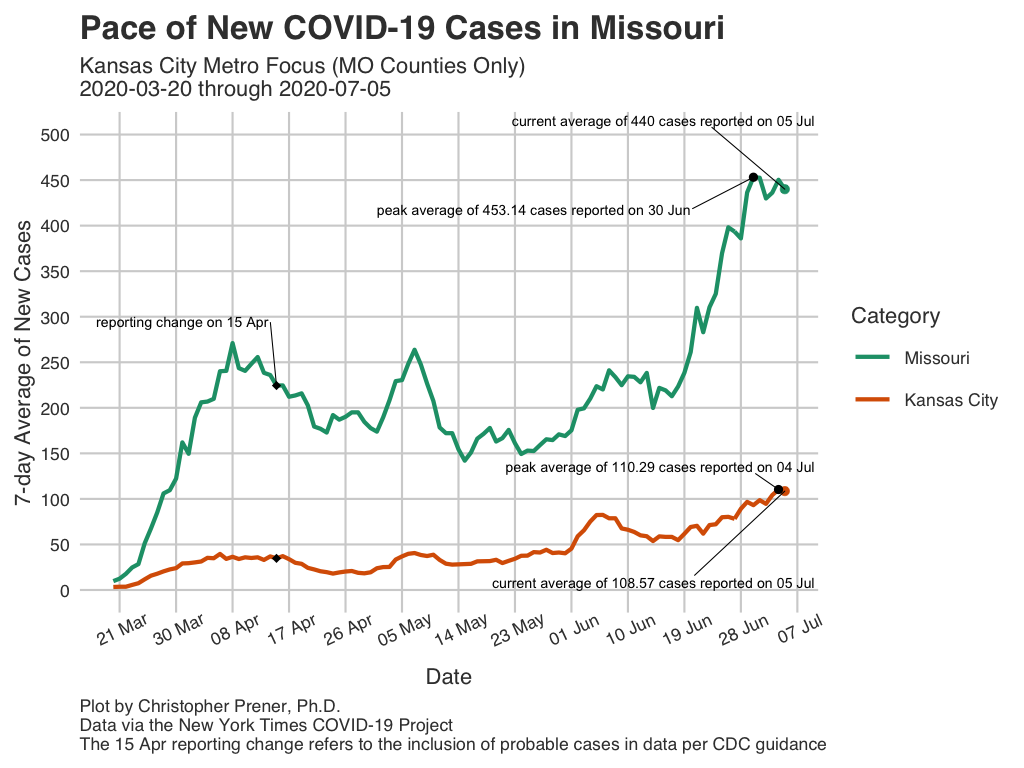 Pace of New COVID-19 Cases in Missouri
Kansas City Metro Focus (MO Counties Only)
2020-03-20 through 2020-07-05
7-day Average of New Cases
500
450
400
350
300
250
200
150
100
50
0
current average of 440 cases reported on 05 Jul
peak average of 453.14 cases reported on 30 Jun
reporting change on 15 Apr
peak average of 110.29 cases reported on 04 Jul
current average of 108.57 cases reported on 05 Jul
21 Mar
30 Mar
08 Apr
17 Apr
26 Apr
05 May
14 May
23 May
01 Jun
10 Jun
19 Jun
28 Jun
07 Jul
Date
Category
Missouri
Kansas City
Plot by Christopher Prener, Ph.D.
Data via the New York Times COVID-19 Project
The 15 Apr reporting change refers to the inclusion of probable cases in data per CDC guidance